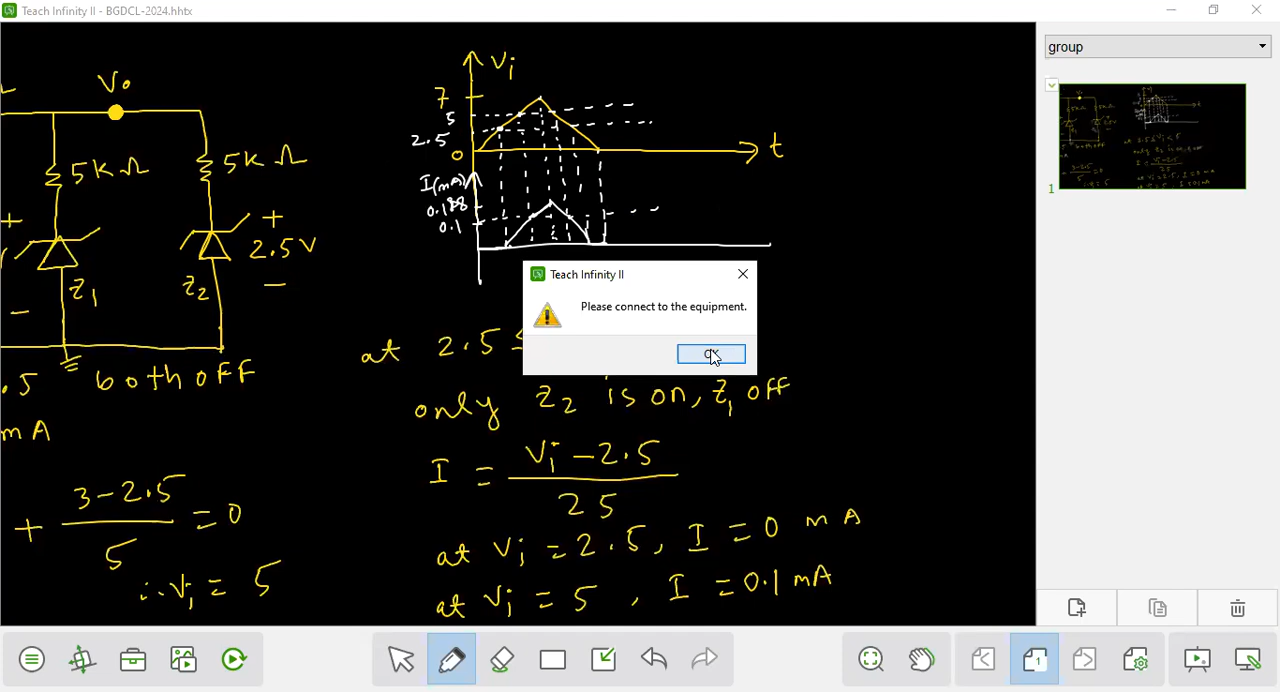 Teach Infinity II - BGDCL-2024.hhtx
group
1
Vo
5KΩ
5KΩ
+
+
2.5V
Z1
Z2
−
−
both OFF
.5
mA
+ 3-2.5/5 = 0
∴ Vi = 5
Vi
7
5
2.5
0
t
I(mA)
0.188
0.1
Teach Infinity II
Please connect to the equipment.
OK
at 2.5 ≤
only Z2 is on, Z1 off
I = Vi - 2.5 / 25
at Vi = 2.5, I = 0 mA
at Vi = 5, I = 0.1 mA
1